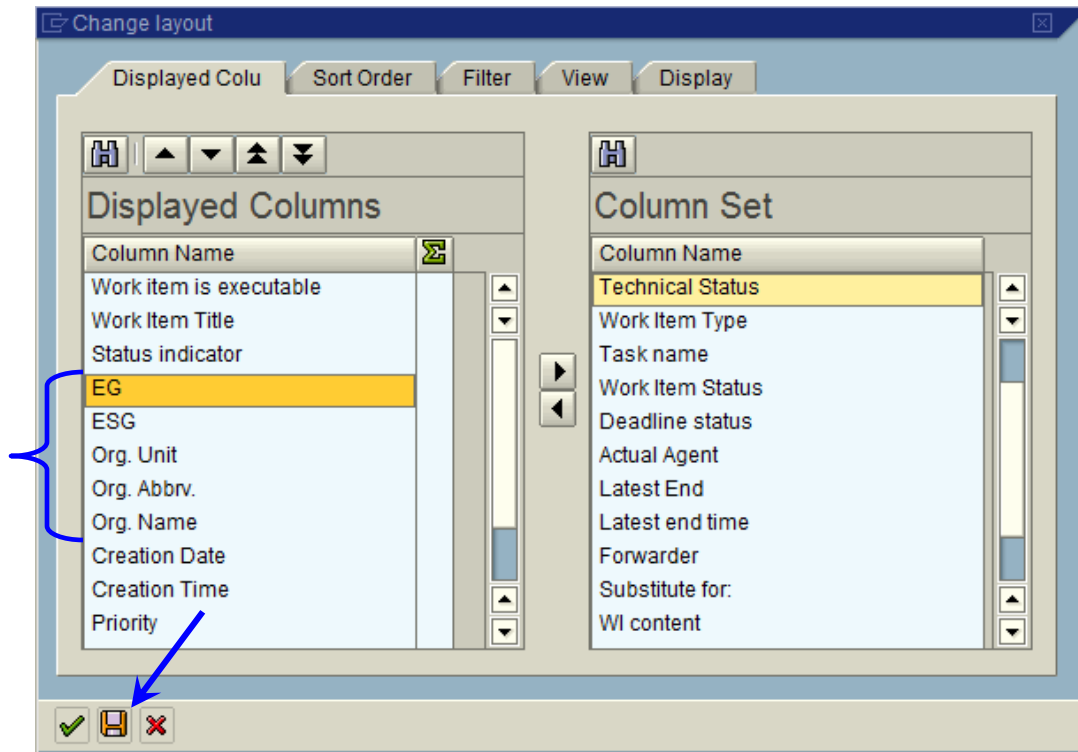 Change layout
Displayed Colu
Sort Order
Filter
View
Display
Displayed Columns
Column Name
Work item is executable
Work Item Title
Status indicator
EG
ESG
Org. Unit
Org. Abbrv.
Org. Name
Creation Date
Creation Time
Priority
Column Set
Column Name
Technical Status
Work Item Type
Task name
Work Item Status
Deadline status
Actual Agent
Latest End
Latest end time
Forwarder
Substitute for:
WI content